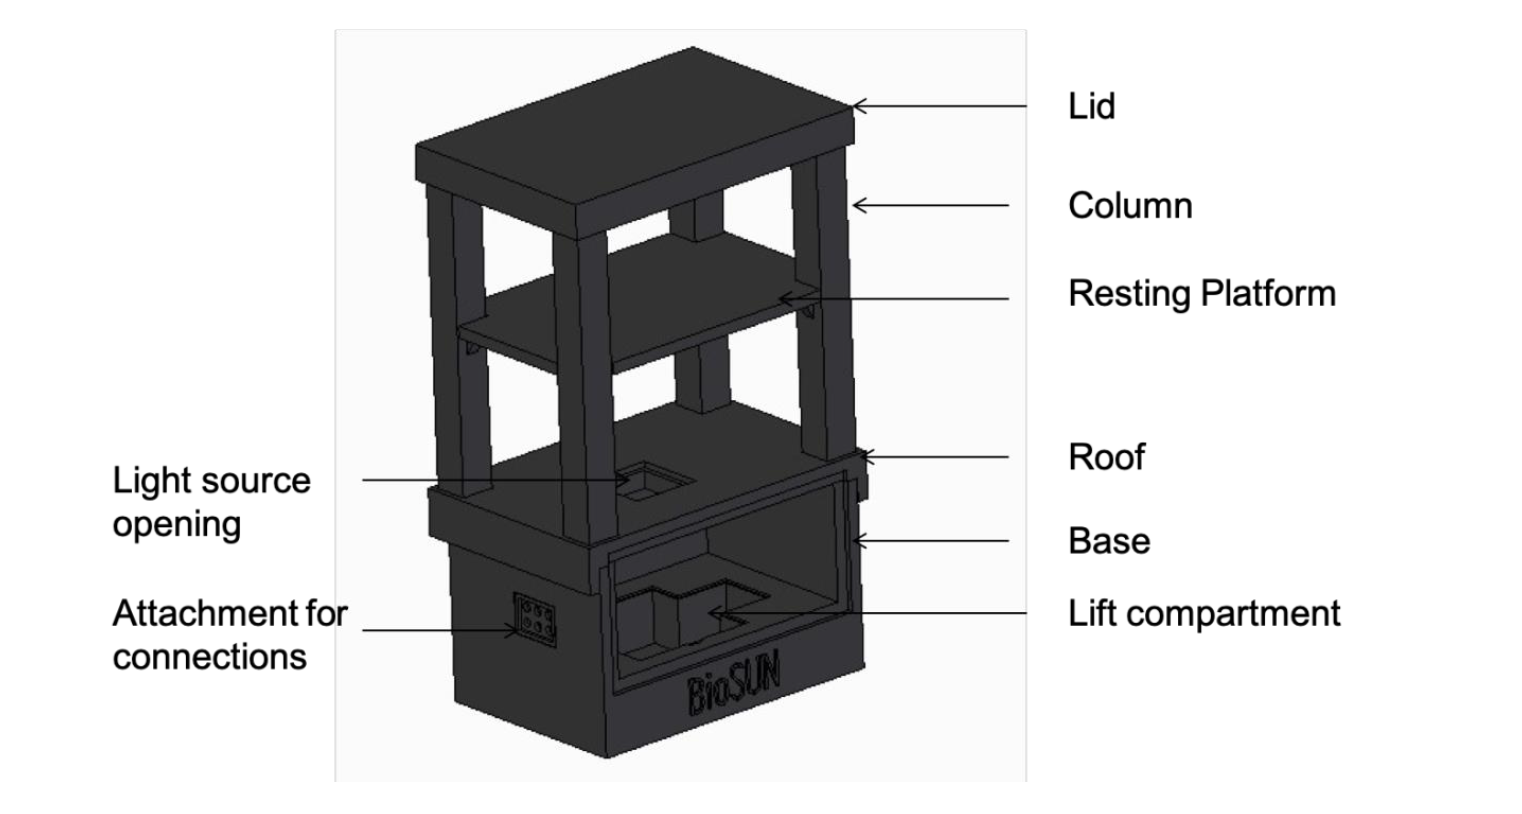 Lid
Column
Resting Platform
Light source
opening
Roof
Base
Attachment for
connections
Lift compartment
BioSUN